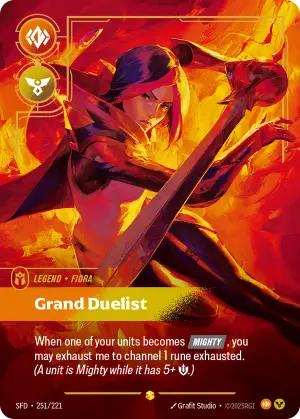 LEGEND • FIORA
Grand Duelist
When one of your units becomes MIGHTY, you
may exhaust me to channel 1 rune exhausted.
(A unit is Mighty while it has 5+ .)
SFD • 251/221
Grafit Studio • ©2025RGI